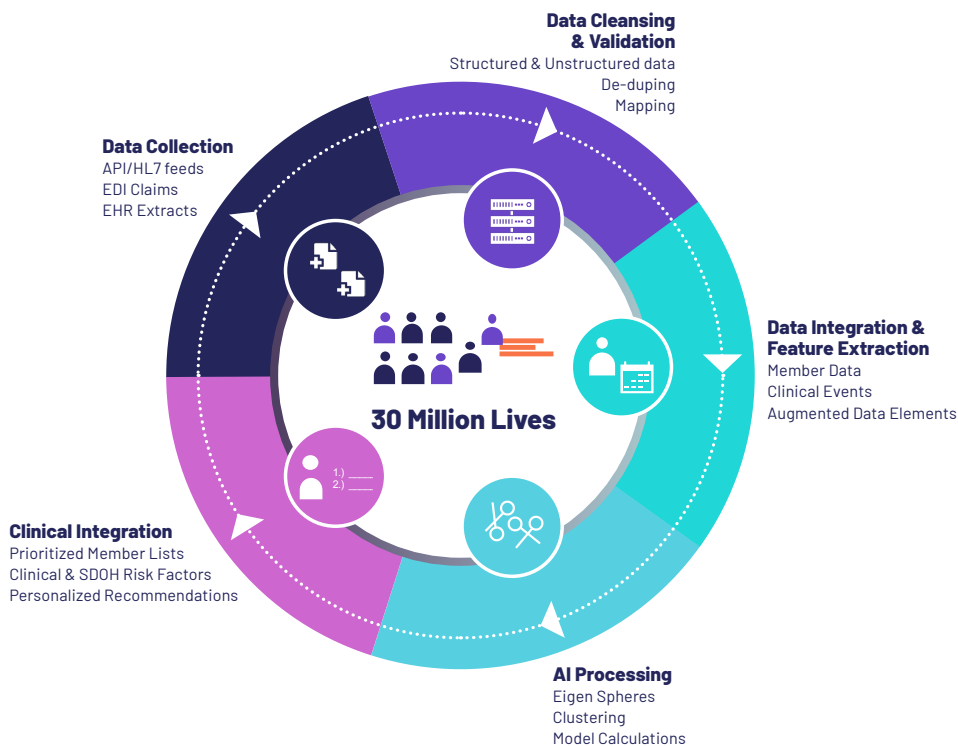 Data Cleansing
& Validation
Structured & Unstructured data
De-duping
Mapping
Data Collection
API/HL7 feeds
EDI Claims
EHR Extracts
Data Integration &
Feature Extraction
Member Data
Clinical Events
Augmented Data Elements
30 Million Lives
1.) ____
2.) ____
Clinical Integration
Prioritized Member Lists
Clinical & SDOH Risk Factors
Personalized Recommendations
AI Processing
Eigen Spheres
Clustering
Model Calculations